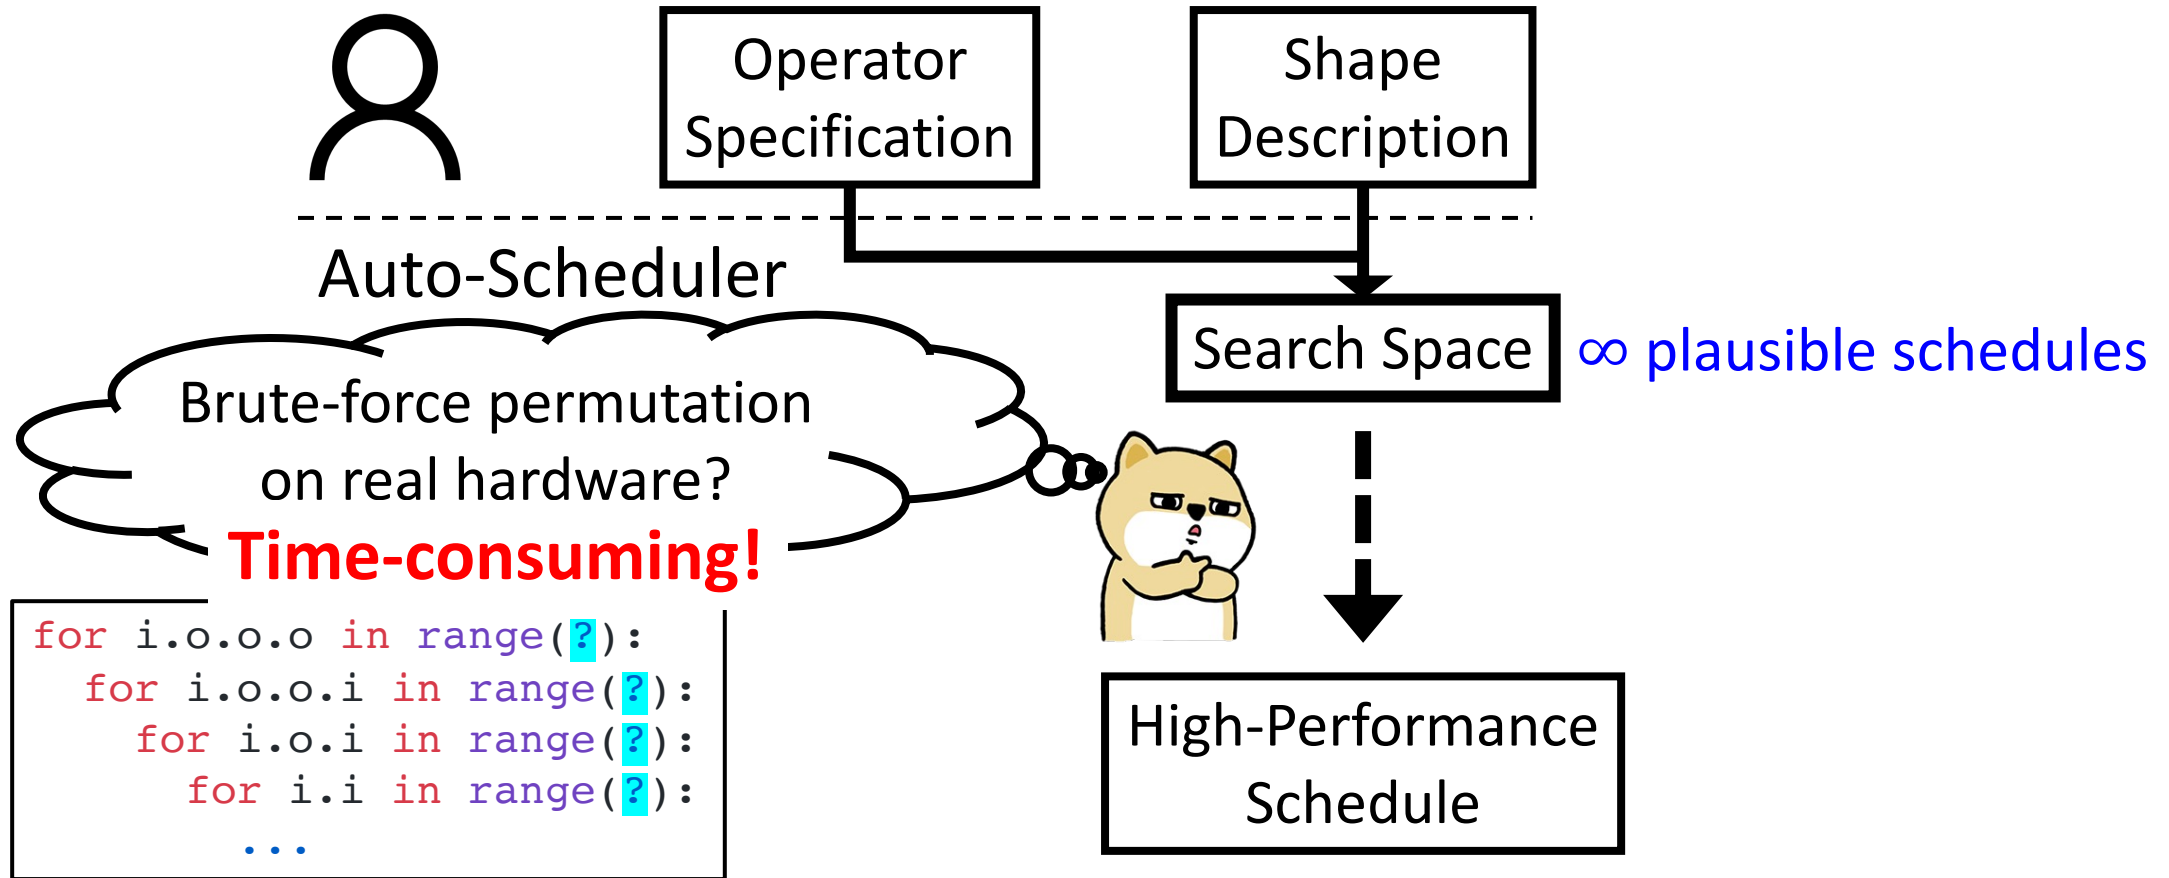 Operator
Specification
Shape
Description
Auto-Scheduler
Search Space
∞ plausible schedules
Brute-force permutation
on real hardware?
Time-consuming!
for i.o.o.o in range(?):
for i.o.o.i in range(?):
for i.o.i in range(?):
for i.i in range(?):
...
High-Performance
Schedule